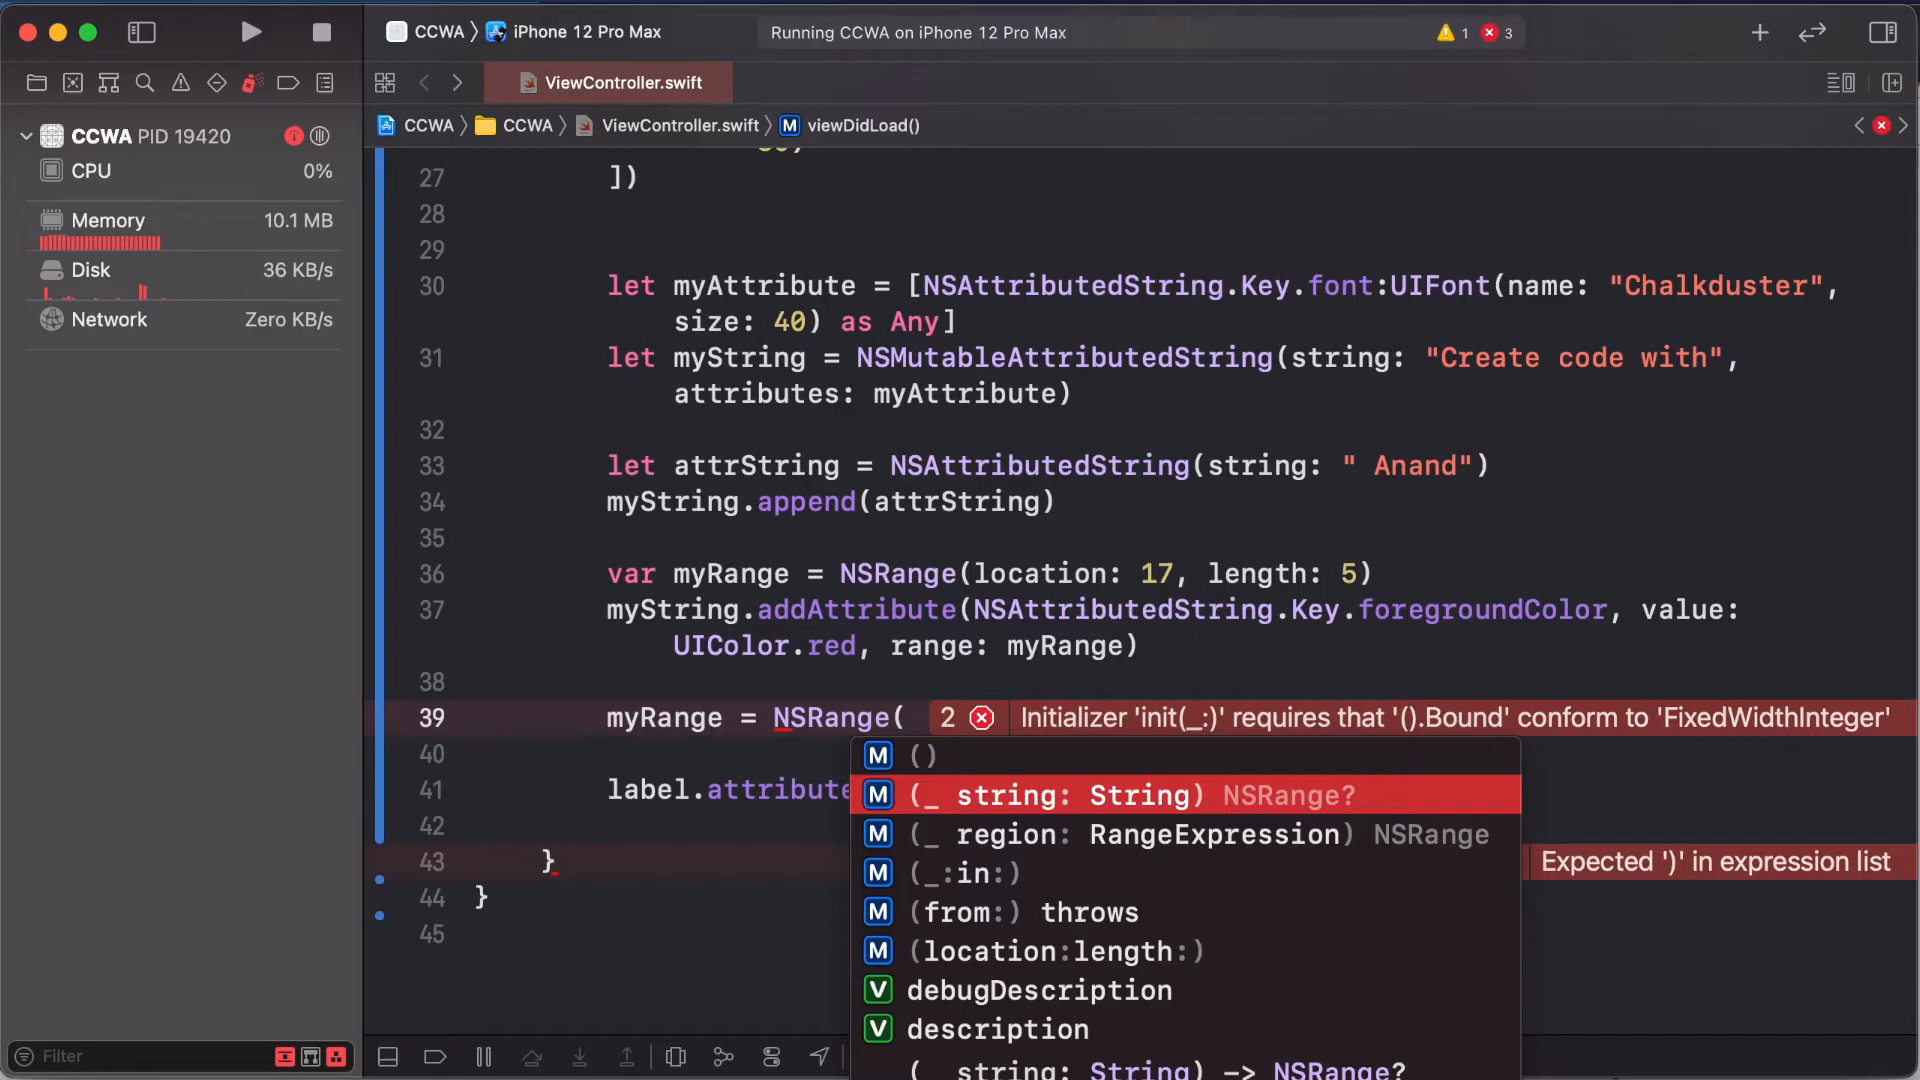 CCWA 〉 iPhone 12 Pro Max
Running CCWA on iPhone 12 Pro Max
1
3
ViewController.swift
CCWA 〉 CCWA 〉 ViewController.swift 〉 M viewDidLoad()
CCWA PID 19420
CPU 0%
Memory 10.1 MB
Disk 36 KB/s
Network Zero KB/s
Filter
27 ])
28
29
30 let myAttribute = [NSAttributedString.Key.font:UIFont(name: "Chalkduster",
size: 40) as Any]
31 let myString = NSMutableAttributedString(string: "Create code with",
attributes: myAttribute)
32
33 let attrString = NSAttributedString(string: " Anand")
34 myString.append(attrString)
35
36 var myRange = NSRange(location: 17, length: 5)
37 myString.addAttribute(NSAttributedString.Key.foregroundColor, value:
UIColor.red, range: myRange)
38
39 myRange = NSRange( 2 Initializer 'init(_:)' requires that '().Bound' conform to 'FixedWidthInteger'
40
41 label.attribute
42
43 } Expected ')' in expression list
44 }
45
M ()
M (_ string: String) NSRange?
M (_ region: RangeExpression) NSRange
M (_:in:)
M (from:) throws
M (location:length:)
V debugDescription
V description
(_ string: String) -> NSRange?